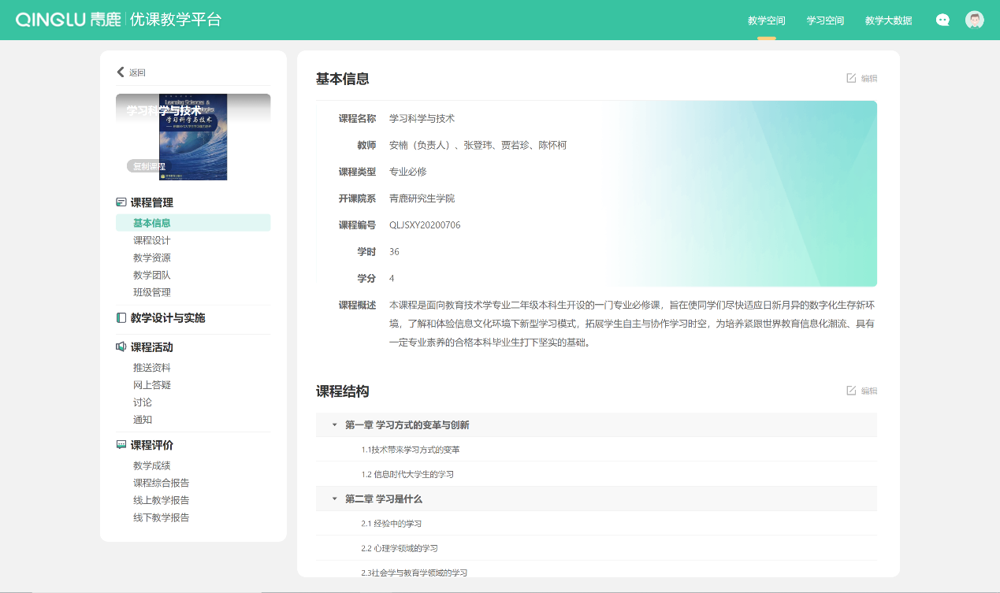 QINGLU 青鹿 优课教学平台
教学空间 学习空间 教学大数据
返回
Learning Sciences &
学习科学与技术
学习科学与技术
复制课程
课程管理
基本信息
课程设计
教学资源
教学团队
班级管理
教学设计与实施
课程活动
推送资料
网上答疑
讨论
通知
课程评价
教学成绩
课程综合报告
线上教学报告
线下教学报告
基本信息 编辑
课程名称 学习科学与技术
教师 安楠（负责人）、张登玮、贾若珍、陈怀柯
课程类型 专业必修
开课院系 青鹿研究生学院
课程编号 QLJSXY20200706
学时 36
学分 4
课程概述 本课程是面向教育技术学专业二年级本科生开设的一门专业必修课，旨在使同学们尽快适应日新月异的数字化生存新环
境，了解和体验信息文化环境下新型学习模式，拓展学生自主与协作学习时空，为培养紧跟世界教育信息化潮流、具有
一定专业素养的合格本科毕业生打下坚实的基础。
课程结构 编辑
第一章 学习方式的变革与创新
1.1技术带来学习方式的变革
1.2 信息时代大学生的学习
第二章 学习是什么
2.1 经验中的学习
2.2 心理学领域的学习
2.3社会学与教育学领域的学习